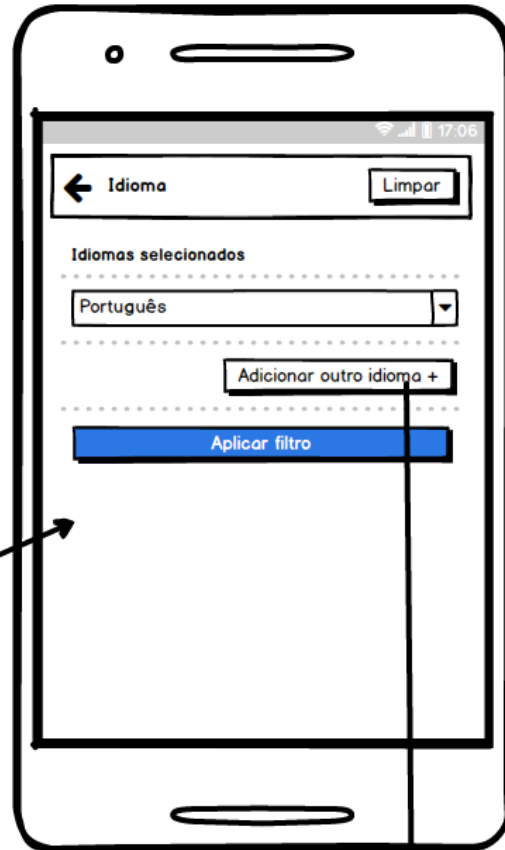 17:06
Idioma
Limpar
Idiomas selecionados
Português
Adicionar outro idioma +
Aplicar filtro